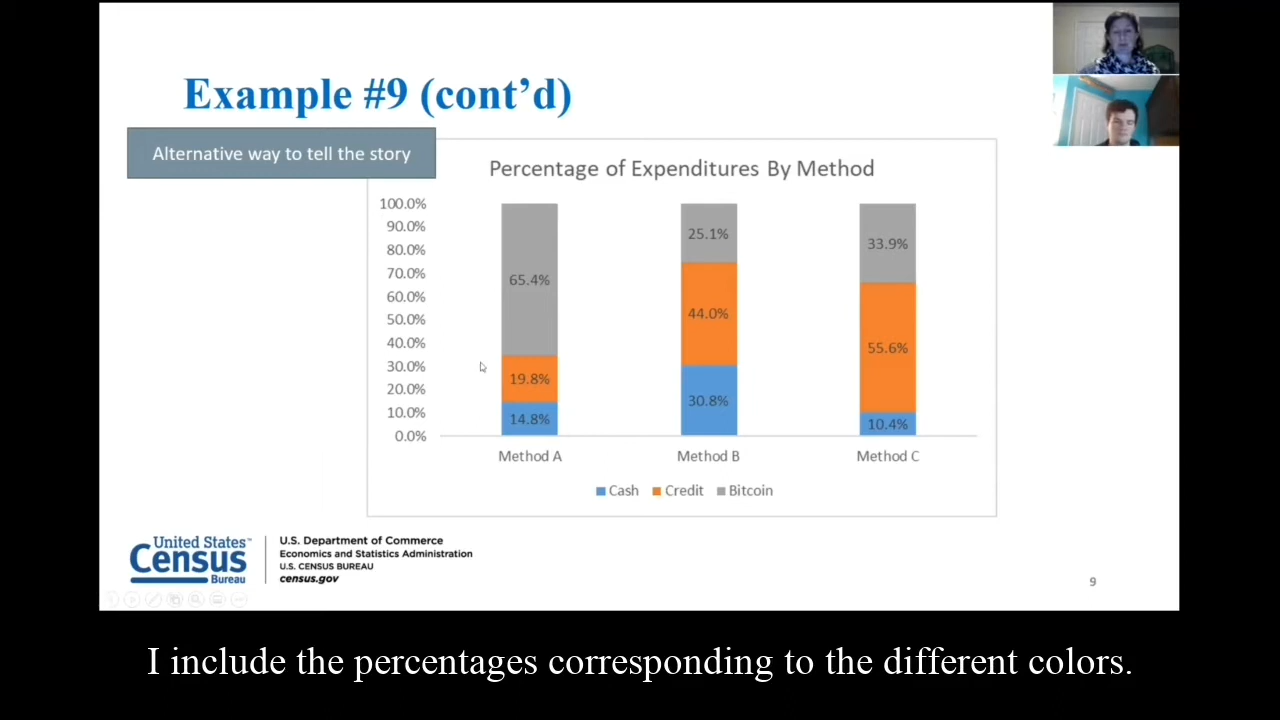 Example #9 (cont’d)
Alternative way to tell the story
Percentage of Expenditures By Method
100.0%
90.0%
80.0%
70.0%
60.0%
50.0%
40.0%
30.0%
20.0%
10.0%
0.0%
65.4%
19.8%
14.8%
25.1%
44.0%
30.8%
33.9%
55.6%
10.4%
Method A Method B Method C
Cash Credit Bitcoin
United States™
Census
Bureau
U.S. Department of Commerce
Economics and Statistics Administration
U.S. CENSUS BUREAU
census.gov
9
I include the percentages corresponding to the different colors.